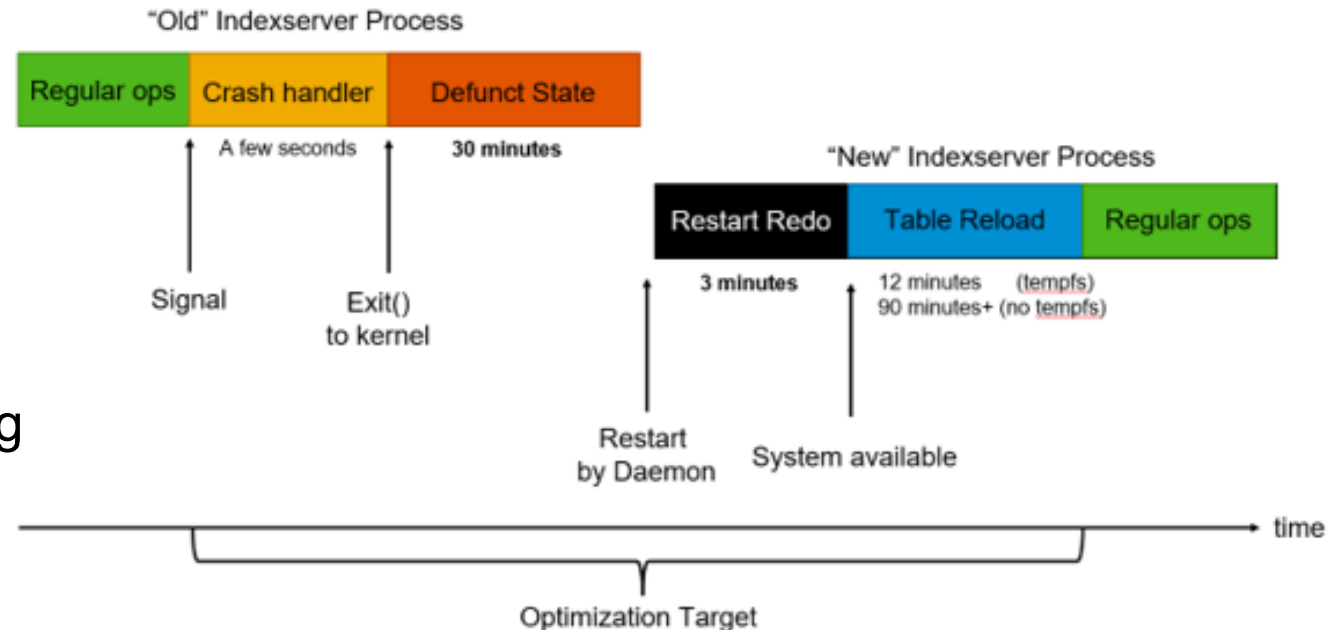 “Old” Indexserver Process
Regular ops
Crash handler
Defunct State
A few seconds
30 minutes
“New” Indexserver Process
Restart Redo
Table Reload
Regular ops
3 minutes
12 minutes (tempfs)
90 minutes+ (no tempfs)
Signal
Exit()
to kernel
g
Restart
by Daemon
System available
time
Optimization Target